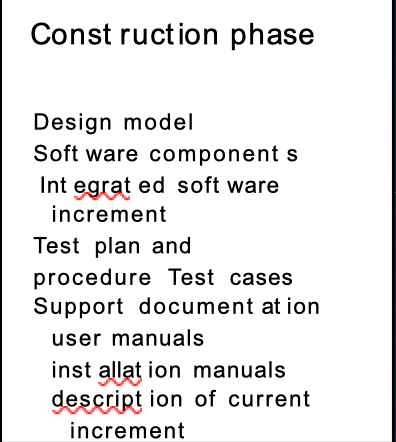 Const ruction phase
Design model
Soft ware component s
Int egrat ed soft ware
increment
Test plan and
procedure Test cases
Support document at ion
user manuals
inst allat ion manuals
descript ion of current
increment